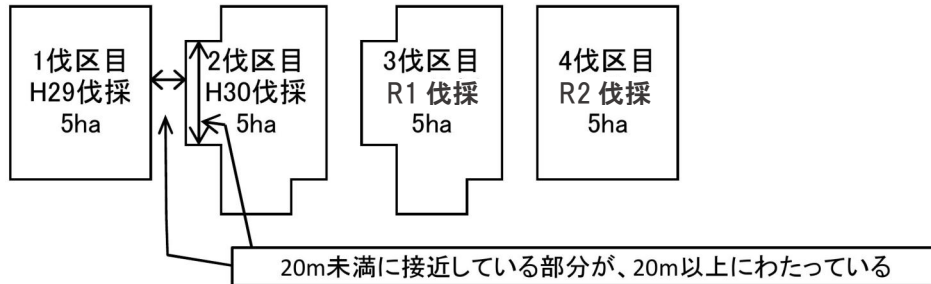 1伐区目
H29伐採
5ha
2伐区目
H30伐採
5ha
3伐区目
R1 伐採
5ha
4伐区目
R2 伐採
5ha
20m未満に接近している部分が、20m以上にわたっている